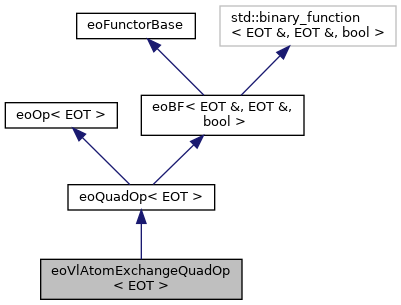 eoFunctorBase
std::binary_function
< EOT &, EOT &, bool >
eoOp< EOT >
eoBF< EOT &, EOT &,
bool >
eoQuadOp< EOT >
eoVlAtomExchangeQuadOp
< EOT >